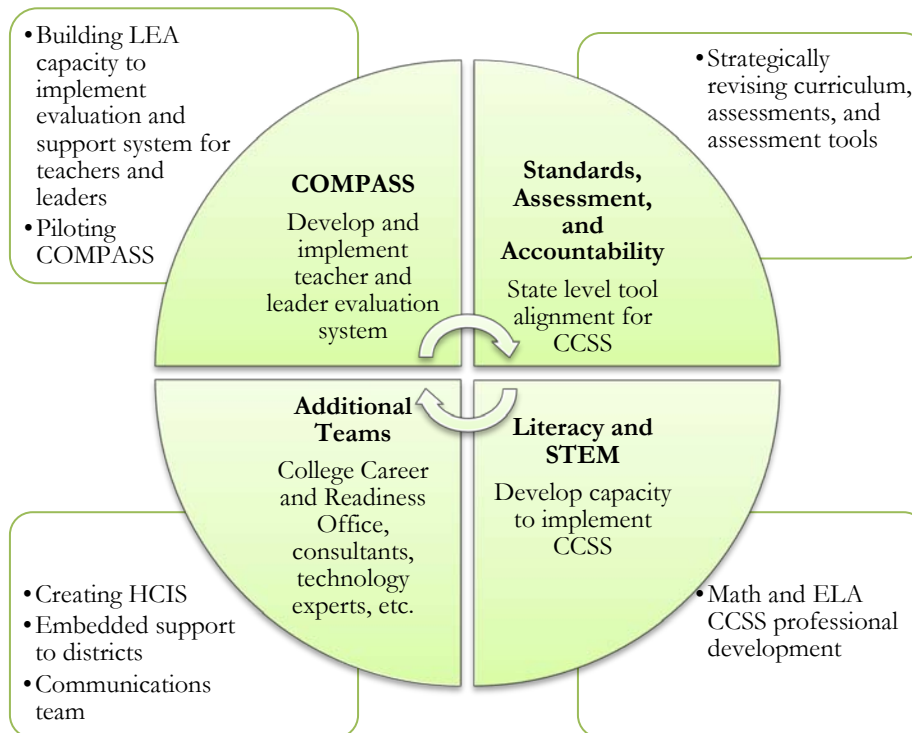 • Building LEA
capacity to
implement
evaluation and
support system for
teachers and
leaders
• Piloting
COMPASS
• Strategically
revising curriculum,
assessments, and
assessment tools
COMPASS
Develop and
implement
teacher and
leader evaluation
system
Standards,
Assessment,
and
Accountability
State level tool
alignment for
CCSS
Additional
Teams
College Career
and Readiness
Office,
consultants,
technology
experts, etc.
Literacy and
STEM
Develop capacity
to implement
CCSS
• Creating HCIS
• Embedded support
to districts
• Communications
team
• Math and ELA
CCSS professional
development